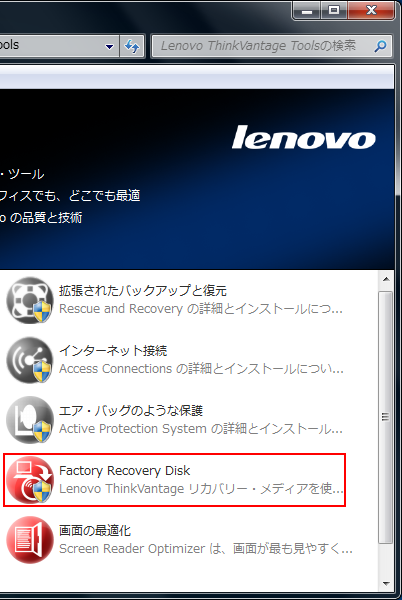 ols
Lenovo ThinkVantage Toolsの検索
lenovo
・ツール
フィスでも、どこでも最適
o の品質と技術
拡張されたバックアップと復元
Rescue and Recovery の詳細とインストールにつ...
インターネット接続
Access Connections の詳細とインストールについ...
エア・バッグのような保護
Active Protection System の詳細とインストール...
Factory Recovery Disk
Lenovo ThinkVantage リカバリー・メディアを使...
画面の最適化
Screen Reader Optimizer は、画面が最も見やすく...